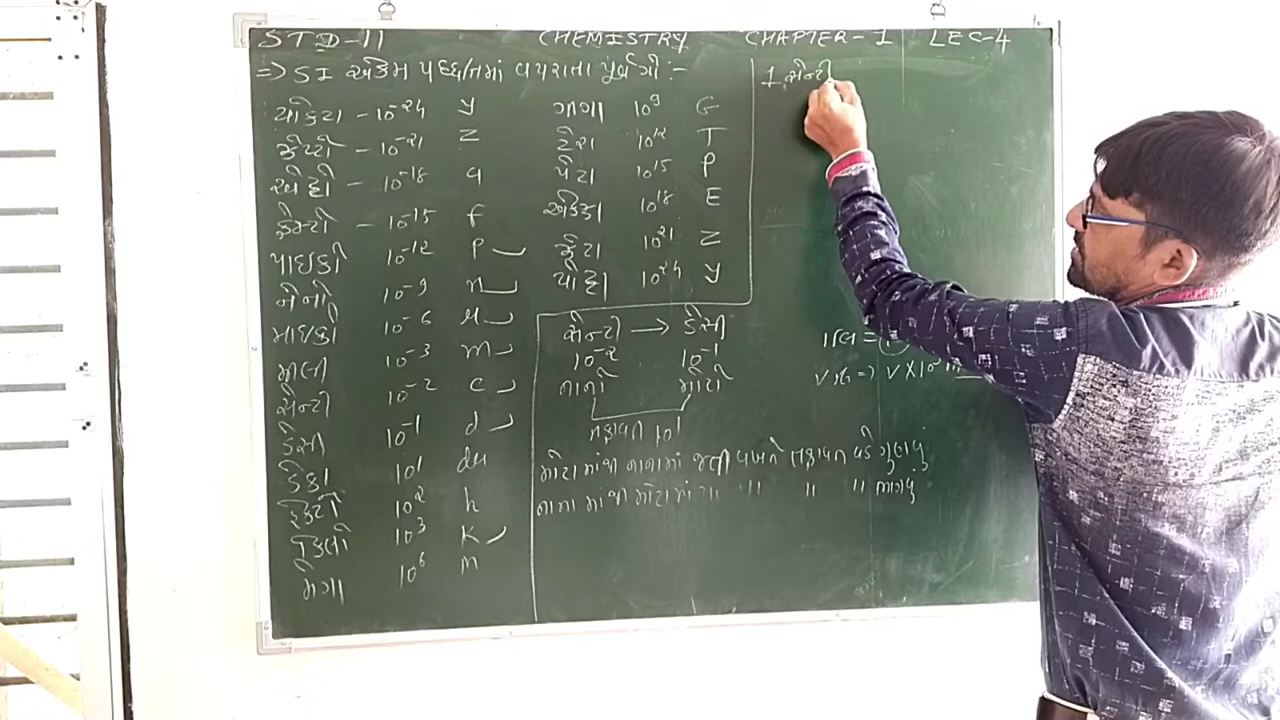 STD-11 CHEMISTRY CHAPTER-1 LEC-4
⇒ SI એકમ પદ્ધતિમાં વપરાતા પૂર્વગો :-
યોક્ટો - 10⁻²⁴ y
ઝેપ્ટો - 10⁻²¹ z
એટ્ટો - 10⁻¹⁸ a
ફેમ્ટો - 10⁻¹⁵ f
પાઇકો 10⁻¹² p
નેનો 10⁻⁹ n
માઇક્રો 10⁻⁶ μ
મિલી 10⁻³ m
સેન્ટી 10⁻² c
ડેસી 10⁻¹ d
ડેકા 10¹ da
હેક્ટો 10² h
કિલો 10³ K
મેગા 10⁶ M
ગીગા 10⁹ G
ટેરા 10¹² T
પેટા 10¹⁵ P
એક્ઝા 10¹⁸ E
ઝેટા 10²¹ Z
યોટ્ટા 10²⁴ y
સેન્ટી → ડેસી
10⁻² 10⁻¹
નાનો મોટો
તફાવત 10¹
મોટા માંથી નાનામાં જતી વખતે તફાવત વડે ગુણવું
નાના માંથી મોટામાં '' '' '' '' ભાગવું
1 સેન્ટી